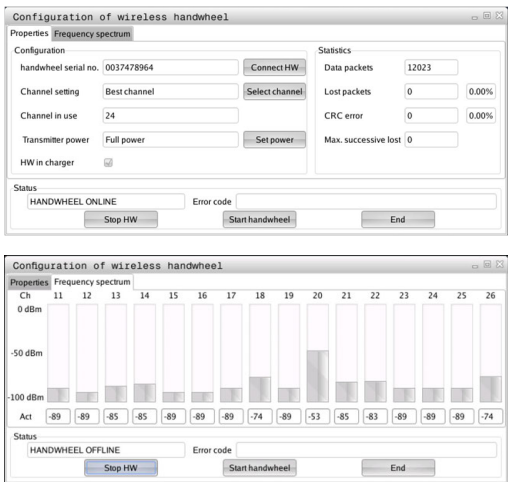 Configuration of wireless handwheel
Properties Frequency spectrum
Configuration Statistics
handwheel serial no. 0037478964 Connect HW Data packets 12023
Channel setting Best channel Select channel Lost packets 0 0.00%
Channel in use 24 CRC error 0 0.00%
Transmitter power Full power Set power Max. successive lost 0
HW in charger
Status
HANDWHEEL ONLINE Error code
Stop HW Start handwheel End
Configuration of wireless handwheel
Properties Frequency spectrum
Ch 11 12 13 14 15 16 17 18 19 20 21 22 23 24 25 26
0 dBm
-50 dBm
-100 dBm
Act -89 -89 -85 -85 -89 -89 -89 -74 -89 -53 -85 -83 -89 -89 -89 -74
Status
HANDWHEEL OFFLINE Error code
Stop HW Start handwheel End